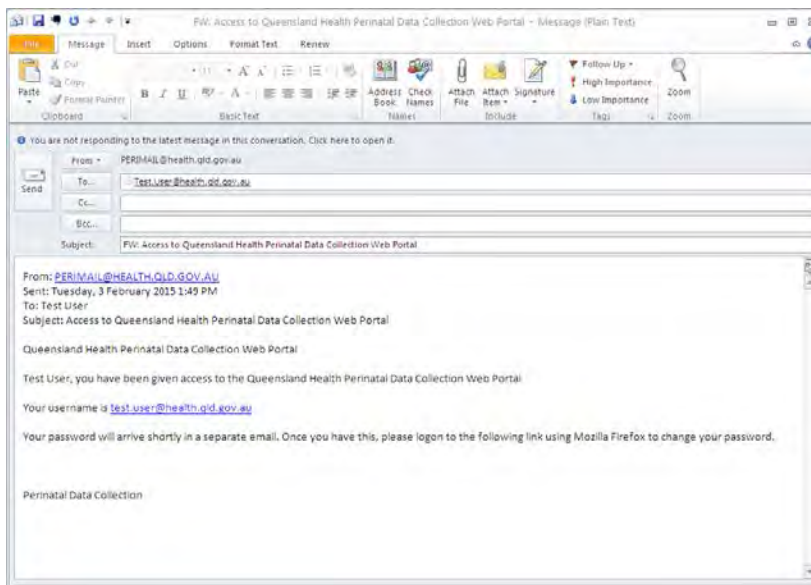 FW: Access to Queensland Health Perinatal Data Collection Web Portal - Message (Plain Text)
File Message Insert Options Format Text Review
Paste
Cut
Copy
Format Painter
Clipboard
B I U
Basic Text
Address Book
Check Names
Names
Attach File
Attach Item
Signature
Include
Follow Up
High Importance
Low Importance
Tags
Zoom
Zoom
You are not responding to the latest message in this conversation. Click here to open it.
Send
From PERIMAIL@health.qld.gov.au
To... Test.User@health.qld.gov.au
Cc...
Bcc...
Subject: FW: Access to Queensland Health Perinatal Data Collection Web Portal
From: PERIMAIL@HEALTH.QLD.GOV.AU
Sent: Tuesday, 3 February 2015 1:49 PM
To: Test User
Subject: Access to Queensland Health Perinatal Data Collection Web Portal
Queensland Health Perinatal Data Collection Web Portal
Test User, you have been given access to the Queensland Health Perinatal Data Collection Web Portal
Your username is test.user@health.qld.gov.au
Your password will arrive shortly in a separate email. Once you have this, please logon to the following link using Mozilla Firefox to change your password.
Perinatal Data Collection